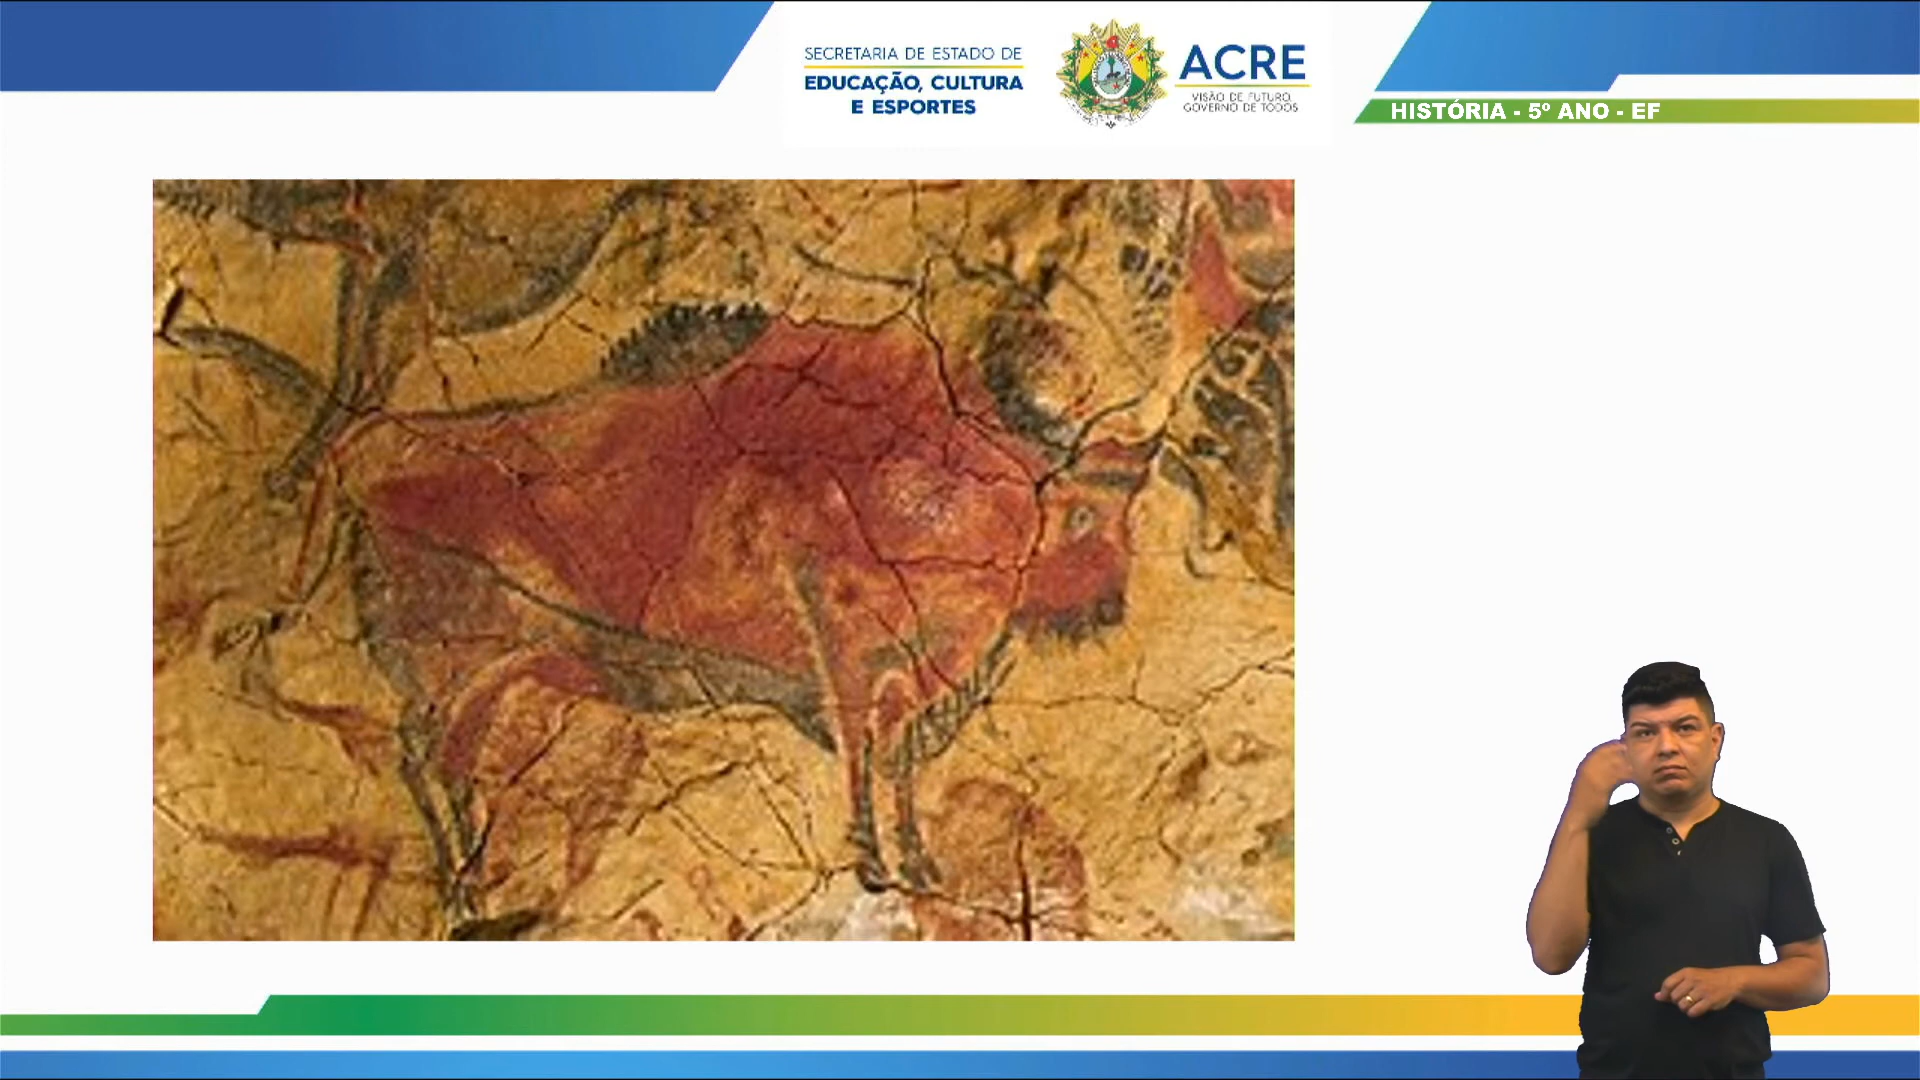 SECRETARIA DE ESTADO DE
EDUCAÇÃO, CULTURA
E ESPORTES
ACRE
VISÃO DE FUTURO,
GOVERNO DE TODOS
HISTÓRIA - 5º ANO - EF